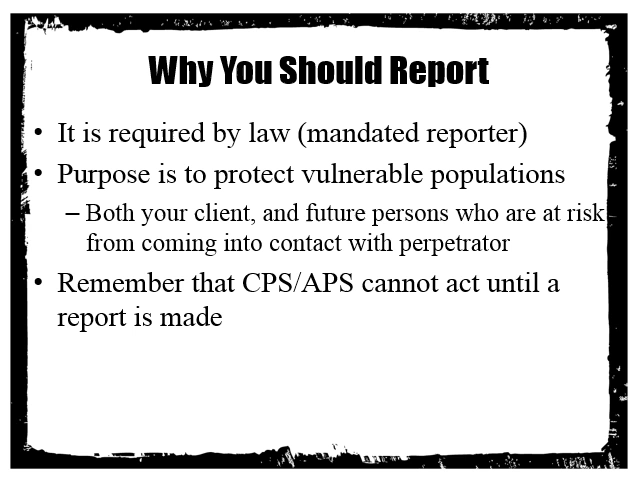 Why You Should Report
• It is required by law (mandated reporter)
• Purpose is to protect vulnerable populations
– Both your client, and future persons who are at risk
from coming into contact with perpetrator
• Remember that CPS/APS cannot act until a
report is made